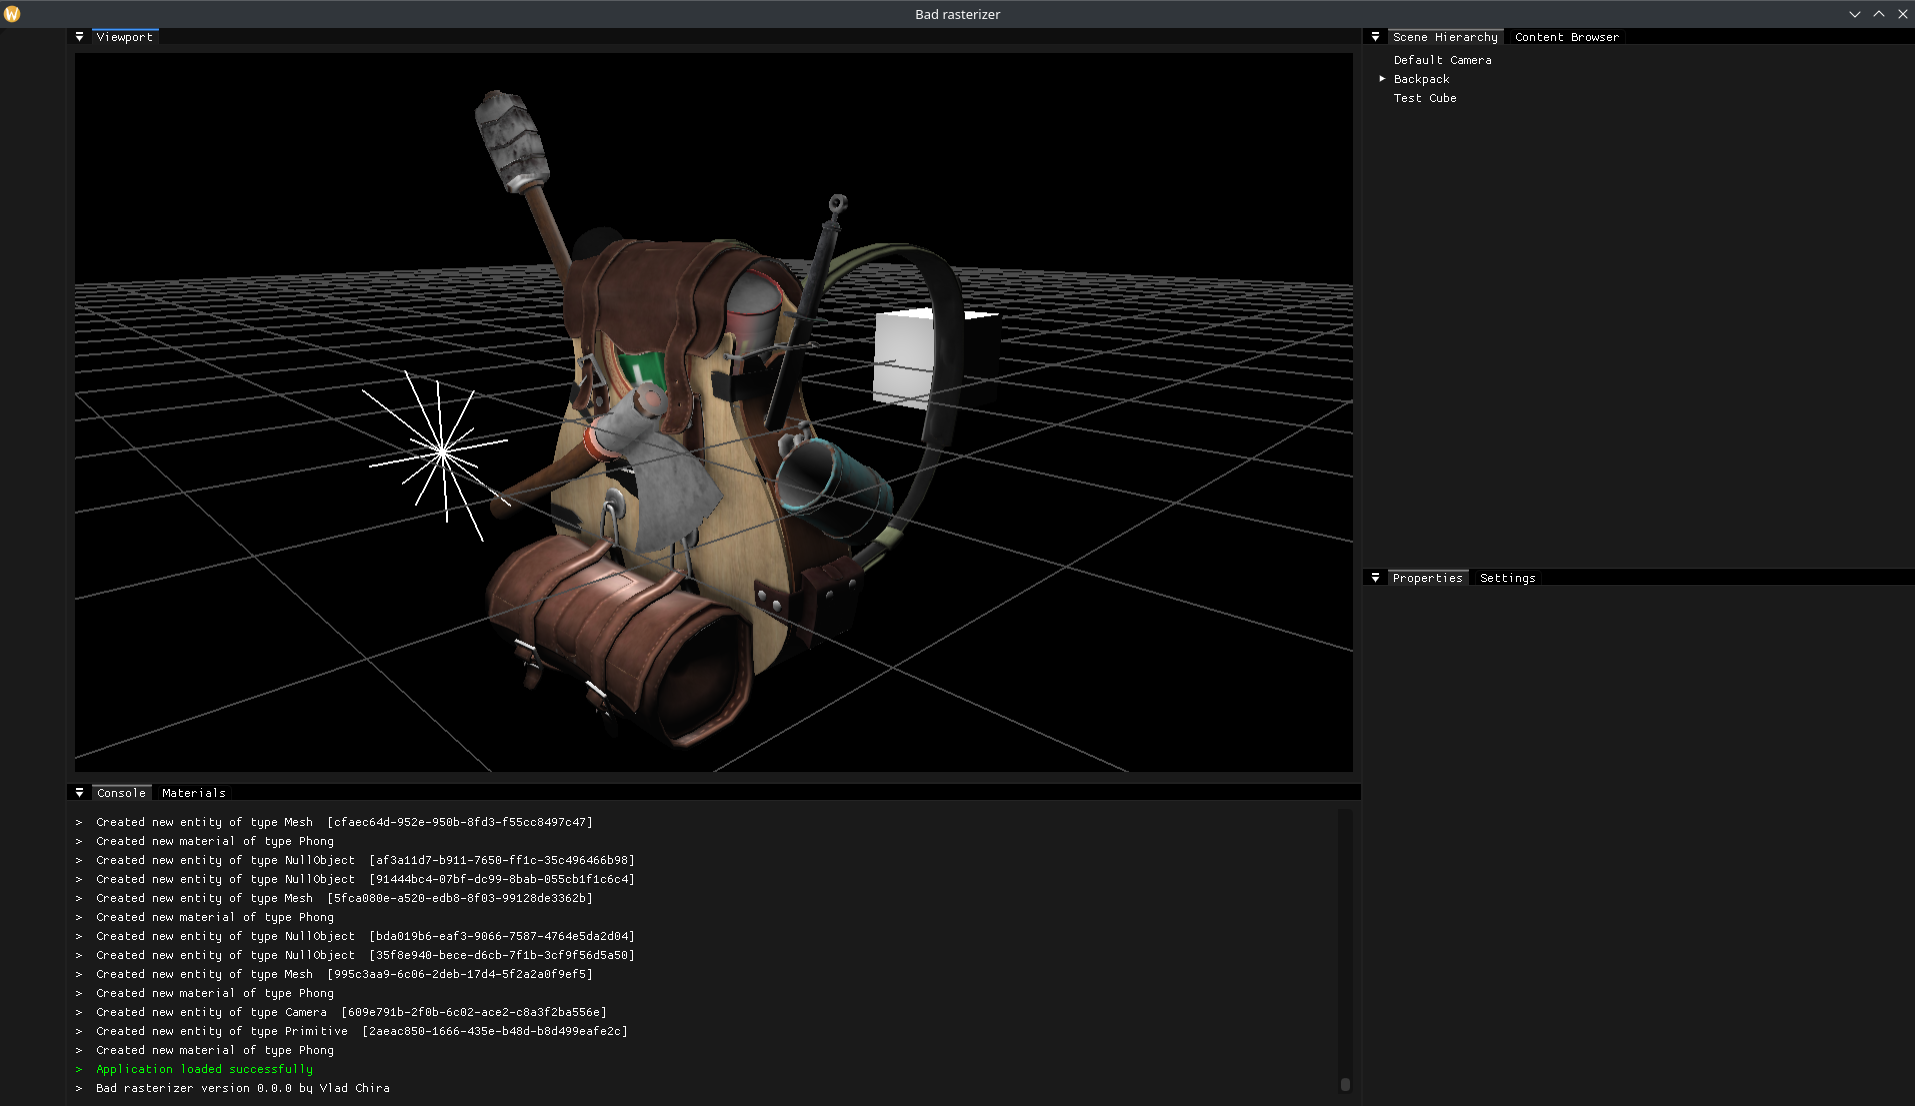 Bad rasterizer
Viewport
Scene Hierarchy Content Browser
Default Camera
Backpack
Test Cube
Properties Settings
Console Materials
> Created new entity of type Mesh [cfaec64d-952e-950b-8fd3-f55cc8497c47]
> Created new material of type Phong
> Created new entity of type NullObject [af3a11d7-b911-7650-ff1c-35c496466b98]
> Created new entity of type NullObject [91444bc4-07bf-dc99-8bab-055cb1f1c6c4]
> Created new entity of type Mesh [5fca080e-a520-edb8-8f03-99128de3362b]
> Created new material of type Phong
> Created new entity of type NullObject [bda019b6-eaf3-9066-7587-4764e5da2d04]
> Created new entity of type NullObject [35f8e940-bece-d6cb-7f1b-3cf9f56d5a50]
> Created new entity of type Mesh [995c3aa9-6c06-2deb-17d4-5f2a2a0f9ef5]
> Created new material of type Phong
> Created new entity of type Camera [609e791b-2f0b-6c02-ace2-c8a3f2ba556e]
> Created new entity of type Primitive [2aeac850-1666-435e-b48d-b8d499eafe2c]
> Created new material of type Phong
> Application loaded successfully
> Bad rasterizer version 0.0.0 by Vlad Chira